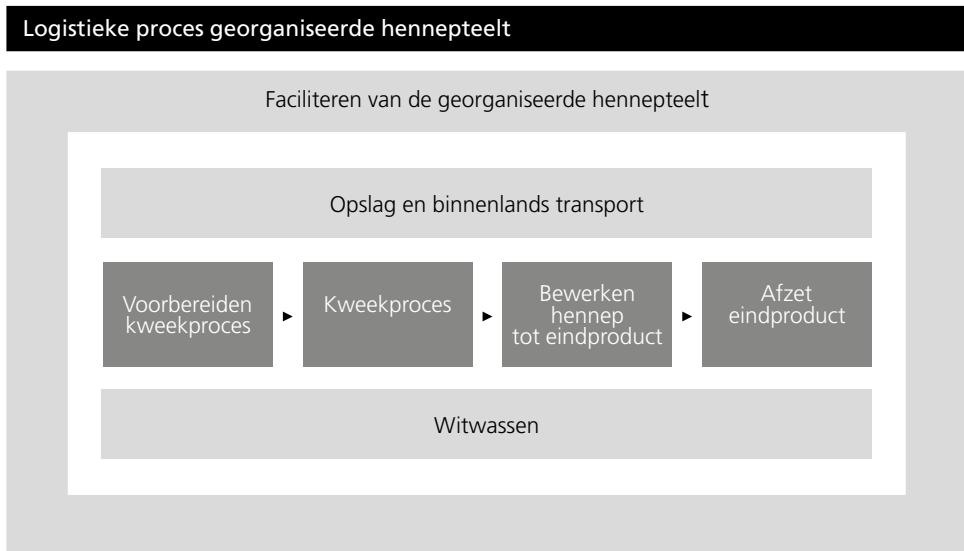 Logistieke proces georganiseerde hennepteelt
Faciliteren van de georganiseerde hennepteelt
Opslag en binnenlands transport
Voorbereiden
kweekproces
Kweekproces
Bewerken
hennep
tot eindproduct
Afzet
eindproduct
Witwassen